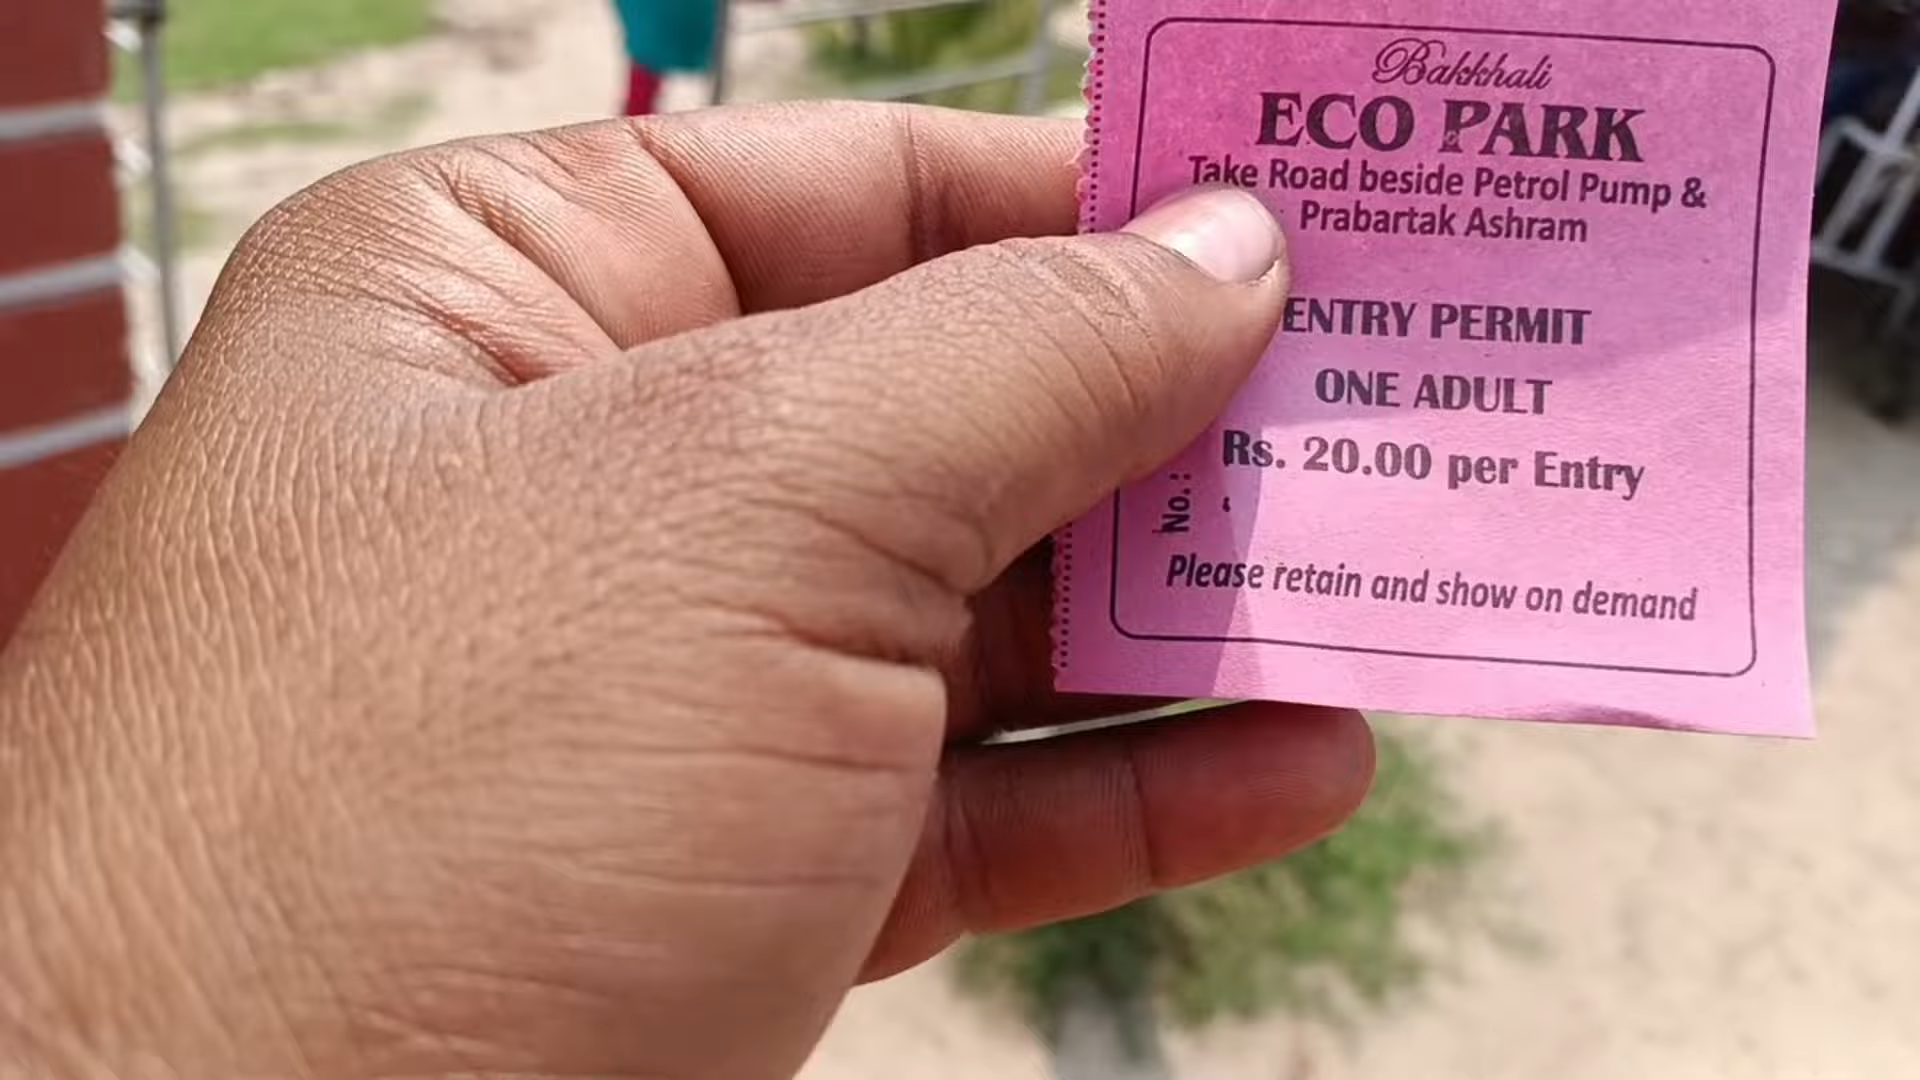 Bakkhali
ECO PARK
Take Road beside Petrol Pump &
Prabartak Ashram
ENTRY PERMIT
ONE ADULT
Rs. 20.00 per Entry
No. :
Please retain and show on demand